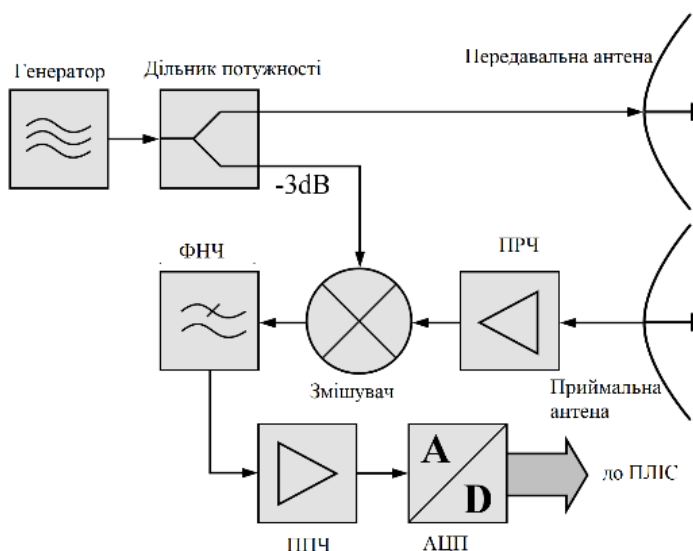 Генератор
Дільник потужності
Передавальна антена
-3dB
ФНЧ
ПРЧ
Змішувач
Приймальна
антена
A
D
до ПЛІС
ППЧ
АЦП